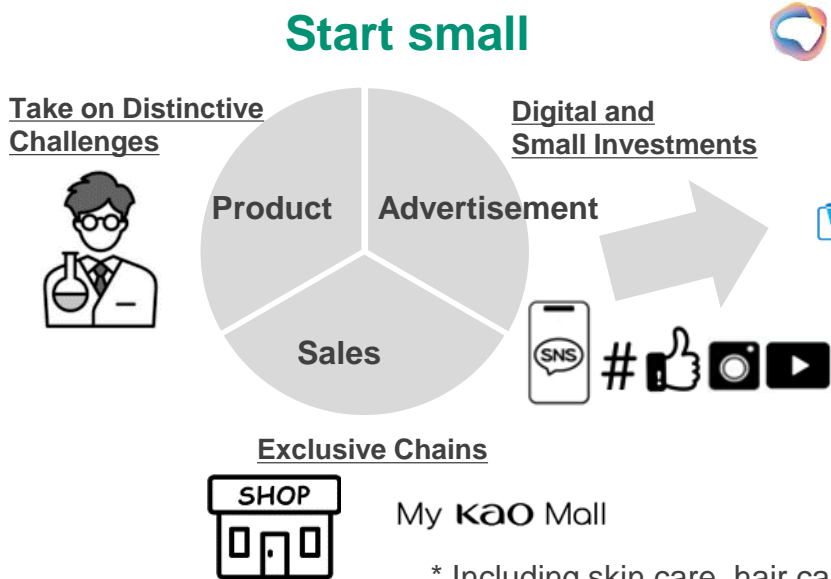 Start small
Take on Distinctive
Challenges
Digital and
Small Investments
Product
Advertisement
Sales
SNS
#
Exclusive Chains
SHOP
My Kao Mall
* Including skin care, hair